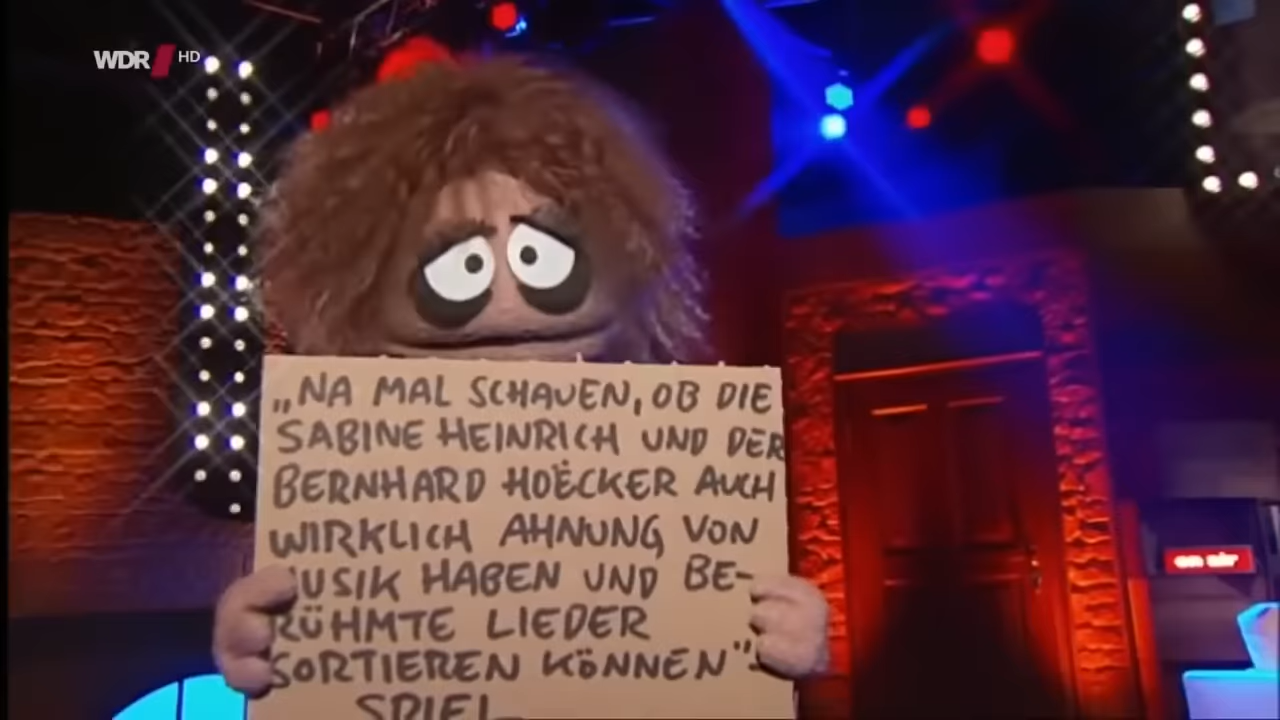 WDR HD
„NA MAL SCHAUEN, OB DIE
SABINE HEINRICH UND DER
BERNHARD HOËCKER AUCH
WIRKLICH AHNUNG VON
MUSIK HABEN UND BE-
RÜHMTE LIEDER
SORTIEREN KÖNNEN"-
SPIEL
on air